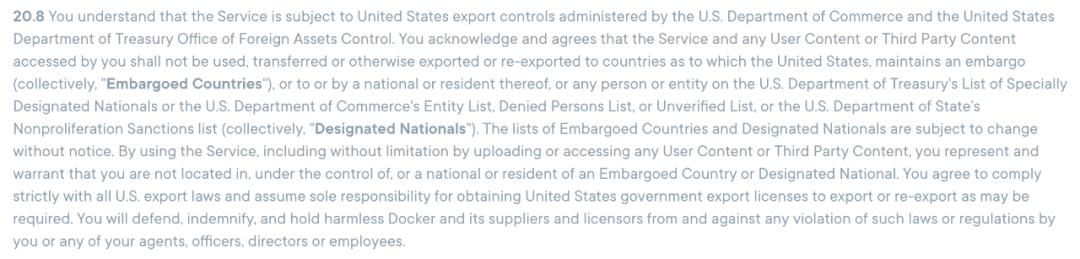 20.8 You understand that the Service is subject to United States export controls administered by the U.S. Department of Commerce and the United States
Department of Treasury Office of Foreign Assets Control. You acknowledge and agrees that the Service and any User Content or Third Party Content
accessed by you shall not be used, transferred or otherwise exported or re-exported to countries as to which the United States, maintains an embargo
(collectively, "Embargoed Countries"), or to or by a national or resident thereof, or any person or entity on the U.S. Department of Treasury's List of Specially
Designated Nationals or the U.S. Department of Commerce's Entity List, Denied Persons List, or Unverified List, or the U.S. Department of State's
Nonproliferation Sanctions list (collectively, "Designated Nationals"). The lists of Embargoed Countries and Designated Nationals are subject to change
without notice. By using the Service, including without limitation by uploading or accessing any User Content or Third Party Content, you represent and
warrant that you are not located in, under the control of, or a national or resident of an Embargoed Country or Designated National. You agree to comply
strictly with all U.S. export laws and assume sole responsibility for obtaining United States government export licenses to export or re-export as may be
required. You will defend, indemnify, and hold harmless Docker and its suppliers and licensors from and against any violation of such laws or regulations by
you or any of your agents, officers, directors or employees.